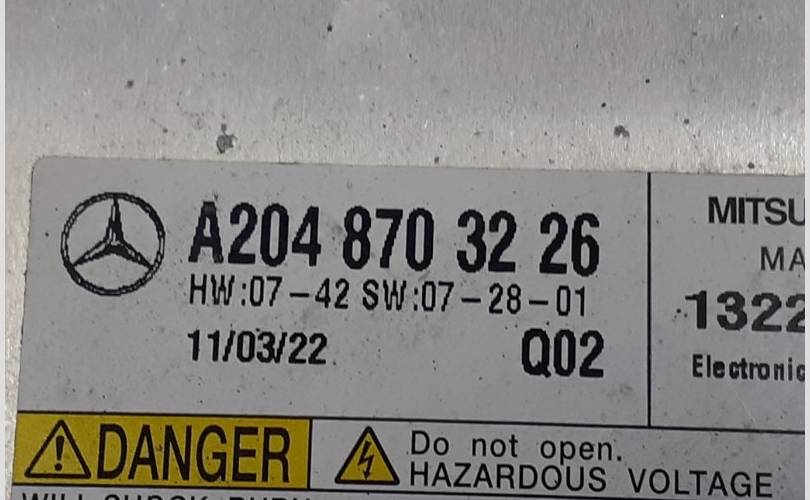 A204 870 32 26
HW:07-42 SW:07-28-01
11/03/22 Q02
MA
1322
Electronic
DANGER
Do not open.
HAZARDOUS VOLTAGE